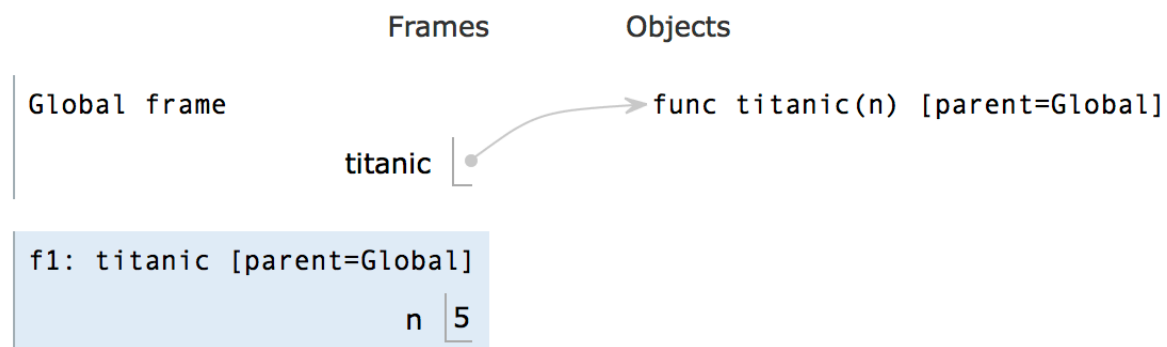 Frames Objects
Global frame func titanic(n) [parent=Global]
titanic
f1: titanic [parent=Global]
n 5